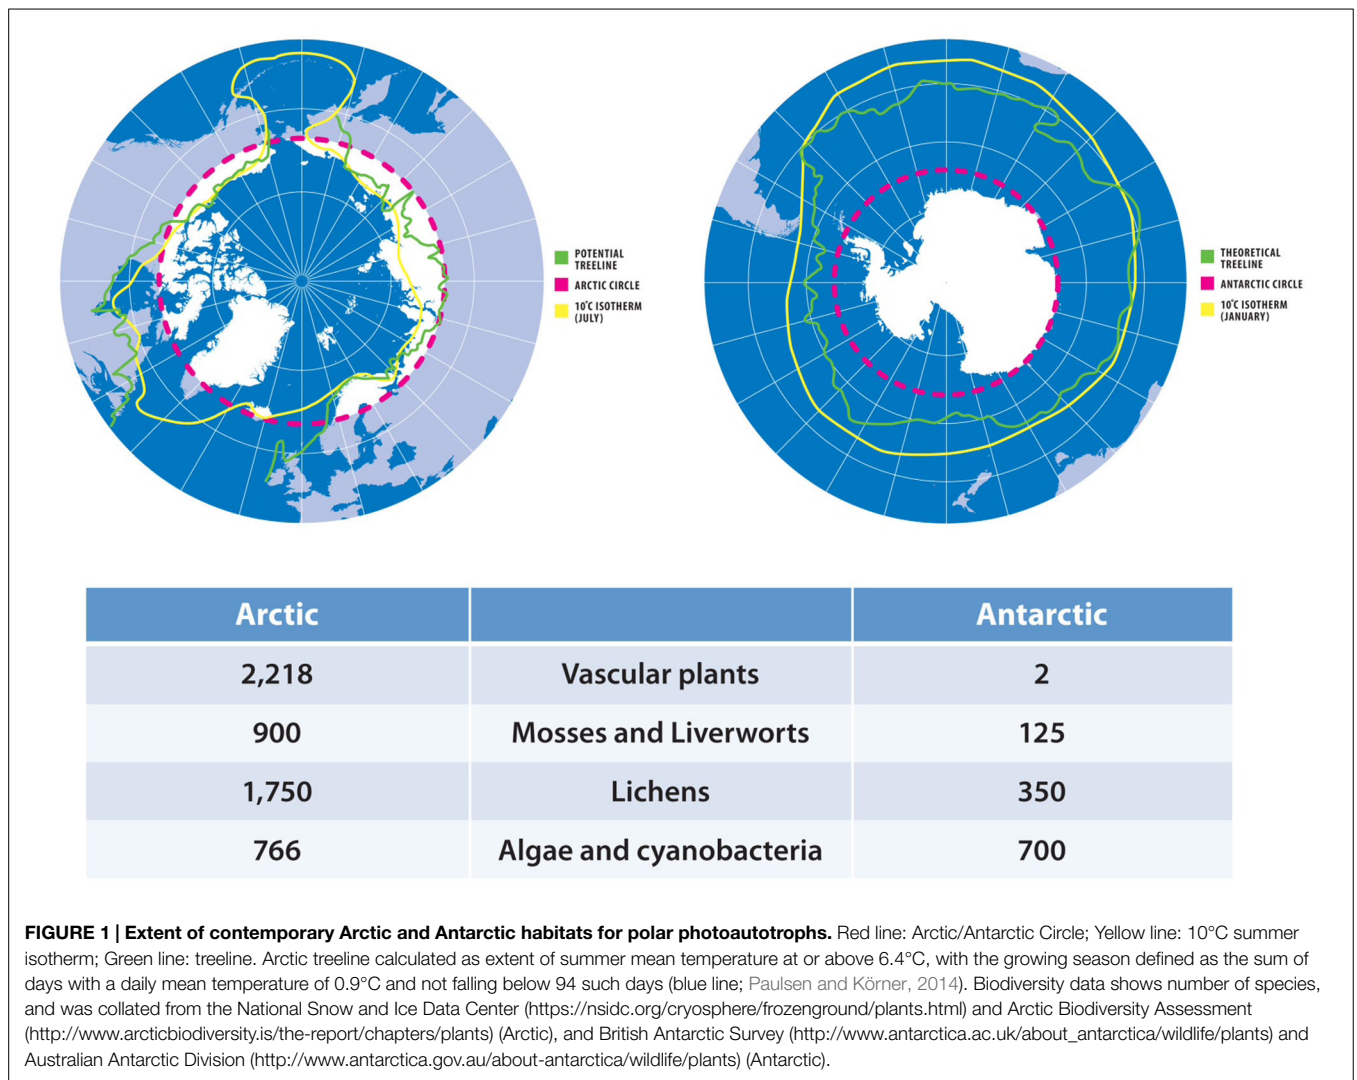 POTENTIAL
TREELINE
ARCTIC CIRCLE
10°C ISOTHERM
(JULY)
THEORETICAL
TREELINE
ANTARCTIC CIRCLE
10°C ISOTHERM
(JANUARY)
Arctic Antarctic
2,218 Vascular plants 2
900 Mosses and Liverworts 125
1,750 Lichens 350
766 Algae and cyanobacteria 700
FIGURE 1 | Extent of contemporary Arctic and Antarctic habitats for polar photoautotrophs. Red line: Arctic/Antarctic Circle; Yellow line: 10°C summer
isotherm; Green line: treeline. Arctic treeline calculated as extent of summer mean temperature at or above 6.4°C, with the growing season defined as the sum of
days with a daily mean temperature of 0.9°C and not falling below 94 such days (blue line; Paulsen and Körner, 2014). Biodiversity data shows number of species,
and was collated from the National Snow and Ice Data Center (https://nsidc.org/cryosphere/frozenground/plants.html) and Arctic Biodiversity Assessment
(http://www.arcticbiodiversity.is/the-report/chapters/plants) (Arctic), and British Antarctic Survey (http://www.antarctica.ac.uk/about_antarctica/wildlife/plants) and
Australian Antarctic Division (http://www.antarctica.gov.au/about-antarctica/wildlife/plants) (Antarctic).